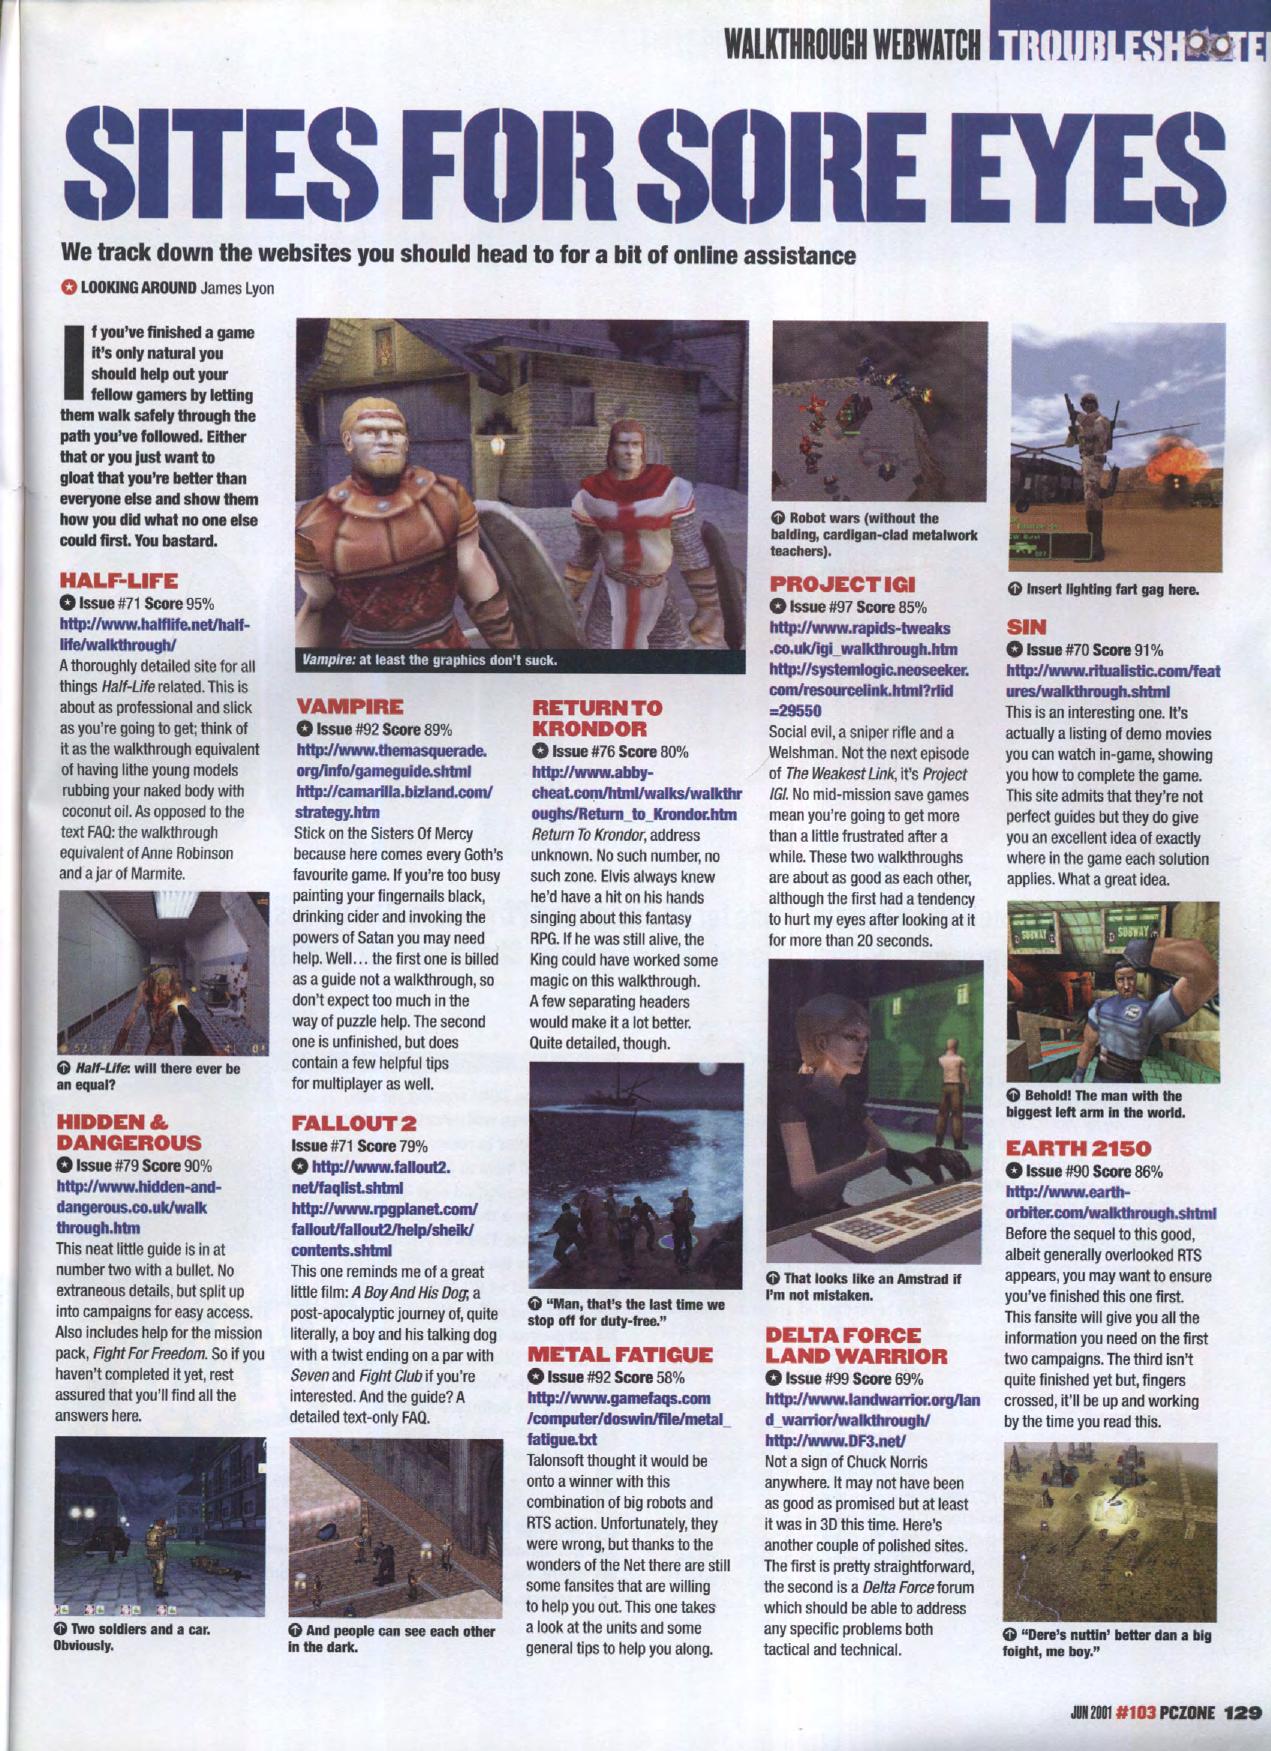 WALKTHROUGH WEBWATCH TROUBLESHOOTE
SITES FOR SORE EYES
We track down the websites you should head to for a bit of online assistance
LOOKING AROUND James Lyon
If you've finished a game
it's only natural you
should help out your
fellow gamers by letting
them walk safely through the
path you've followed. Either
that or you just want to
gloat that you're better than
everyone else and show them
how you did what no one else
could first. You bastard.
HALF-LIFE
Issue #71 Score 95%
http://www.halflife.net/half-
life/walkthrough/
A thoroughly detailed site for all
things Half-Life related. This is
about as professional and slick
as you're going to get; think of
it as the walkthrough equivalent
of having lithe young models
rubbing your naked body with
coconut oil. As opposed to the
text FAQ: the walkthrough
equivalent of Anne Robinson
and a jar of Marmite.
Half-Life: will there ever be
an equal?
HIDDEN &
DANGEROUS
Issue #79 Score 90%
http://www.hidden-and-
dangerous.co.uk/walk
through.htm
This neat little guide is in at
number two with a bullet. No
extraneous details, but split up
into campaigns for easy access.
Also includes help for the mission
pack, Fight For Freedom. So if you
haven't completed it yet, rest
assured that you'll find all the
answers here.
Two soldiers and a car.
Obviously.
Vampire: at least the graphics don't suck.
VAMPIRE
Issue #92 Score 89%
http://www.themasquerade.
org/info/gameguide.shtml
http://camarilla.bizland.com/
strategy.htm
Stick on the Sisters Of Mercy
because here comes every Goth's
favourite game. If you're too busy
painting your fingernails black,
drinking cider and invoking the
powers of Satan you may need
help. Well... the first one is billed
as a guide not a walkthrough, so
don't expect too much in the
way of puzzle help. The second
one is unfinished, but does
contain a few helpful tips
for multiplayer as well.
FALLOUT 2
Issue #71 Score 79%
http://www.fallout2.
net/faqlist.shtml
http://www.rpgplanet.com/
fallout/fallout2/help/sheik/
contents.shtml
This one reminds me of a great
little film: A Boy And His Dog, a
post-apocalyptic journey of, quite
literally, a boy and his talking dog
with a twist ending on a par with
Seven and Fight Club if you're
interested. And the guide? A
detailed text-only FAQ.
And people can see each other
in the dark.
RETURN TO
KRONDOR
Issue #76 Score 80%
http://www.abby-
cheat.com/html/walks/walkthr
oughs/Return_to_Krondor.htm
Return To Krondor, address
unknown. No such number, no
such zone. Elvis always knew
he'd have a hit on his hands
singing about this fantasy
RPG. If he was still alive, the
King could have worked some
magic on this walkthrough.
A few separating headers
would make it a lot better.
Quite detailed, though.
"Man, that's the last time we
stop off for duty-free."
METAL FATIGUE
Issue #92 Score 58%
http://www.gamefaqs.com
/computer/doswin/file/metal_
fatigue.txt
Talonsoft thought it would be
onto a winner with this
combination of big robots and
RTS action. Unfortunately, they
were wrong, but thanks to the
wonders of the Net there are still
some fansites that are willing
to help you out. This one takes
a look at the units and some
general tips to help you along.
Robot wars (without the
balding, cardigan-clad metalwork
teachers).
PROJECT IGI
Issue #97 Score 85%
http://www.rapids-tweaks
.co.uk/igi_walkthrough.htm
http://systemlogic.neoseeker.
com/resourcelink.html?rlid
=29550
Social evil, a sniper rifle and a
Welshman. Not the next episode
of The Weakest Link, it's Project
IGI. No mid-mission save games
mean you're going to get more
than a little frustrated after a
while. These two walkthroughs
are about as good as each other,
although the first had a tendency
to hurt my eyes after looking at it
for more than 20 seconds.
That looks like an Amstrad if
I'm not mistaken.
DELTA FORCE
LAND WARRIOR
Issue #99 Score 69%
http://www.landwarrior.org/lan
d_warrior/walkthrough/
http://www.DF3.net/
Not a sign of Chuck Norris
anywhere. It may not have been
as good as promised but at least
it was in 3D this time. Here's
another couple of polished sites.
The first is pretty straightforward,
the second is a Delta Force forum
which should be able to address
any specific problems both
tactical and technical.
Insert lighting fart gag here.
SIN
Issue #70 Score 91%
http://www.ritualistic.com/feat
ures/walkthrough.shtml
This is an interesting one. It's
actually a listing of demo movies
you can watch in-game, showing
you how to complete the game.
This site admits that they're not
perfect guides but they do give
you an excellent idea of exactly
where in the game each solution
applies. What a great idea.
SUBWAY
SUBWAY
Behold! The man with the
biggest left arm in the world.
EARTH 2150
Issue #90 Score 86%
http://www.earth-
orbiter.com/walkthrough.shtml
Before the sequel to this good,
albeit generally overlooked RTS
appears, you may want to ensure
you've finished this one first.
This fansite will give you all the
information you need on the first
two campaigns. The third isn't
quite finished yet but, fingers
crossed, it'll be up and working
by the time you read this.
"Dere's nuttin' better dan a big
foight, me boy."
JUN 2001 #103 PCZONE 129